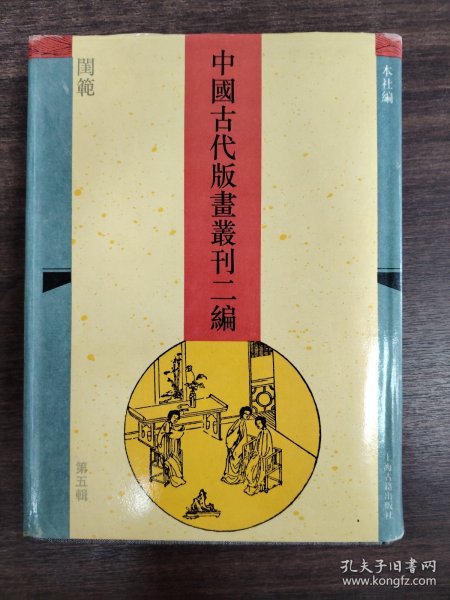 中國古代版畫叢刊二編
閨範
第五輯
本社編
上海古籍出版社
孔夫子旧书网
www.kongfz.com